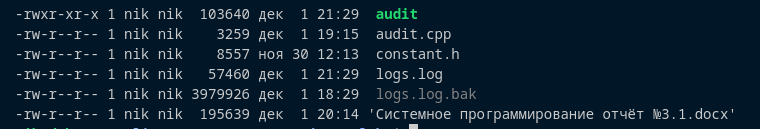 -rwxr-xr-x 1 nik nik 103640 дек 1 21:29 audit
-rw-r--r-- 1 nik nik 3259 дек 1 19:15 audit.cpp
-rw-r--r-- 1 nik nik 8557 ноя 30 12:13 constant.h
-rw-r--r-- 1 nik nik 57460 дек 1 21:29 logs.log
-rw-r--r-- 1 nik nik 3979926 дек 1 18:29 logs.log.bak
-rw-r--r-- 1 nik nik 195639 дек 1 20:14 'Системное программирование отчёт №3.1.docx'